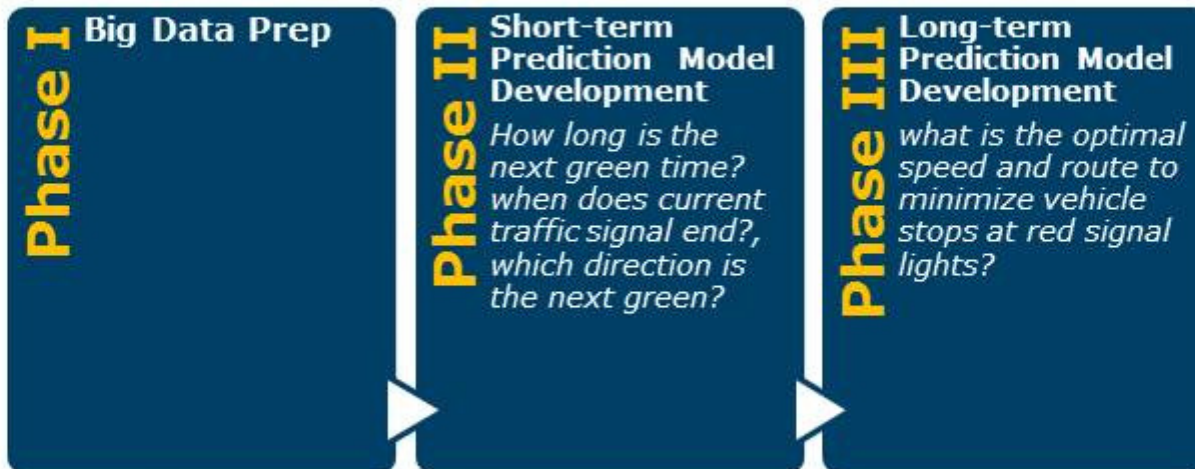 Phase I
Big Data Prep
Phase II
Short-term
Prediction Model
Development
How long is the
next green time?
when does current
traffic signal end?,
which direction is
the next green?
Phase III
Long-term
Prediction Model
Development
what is the optimal
speed and route to
minimize vehicle
stops at red signal
lights?